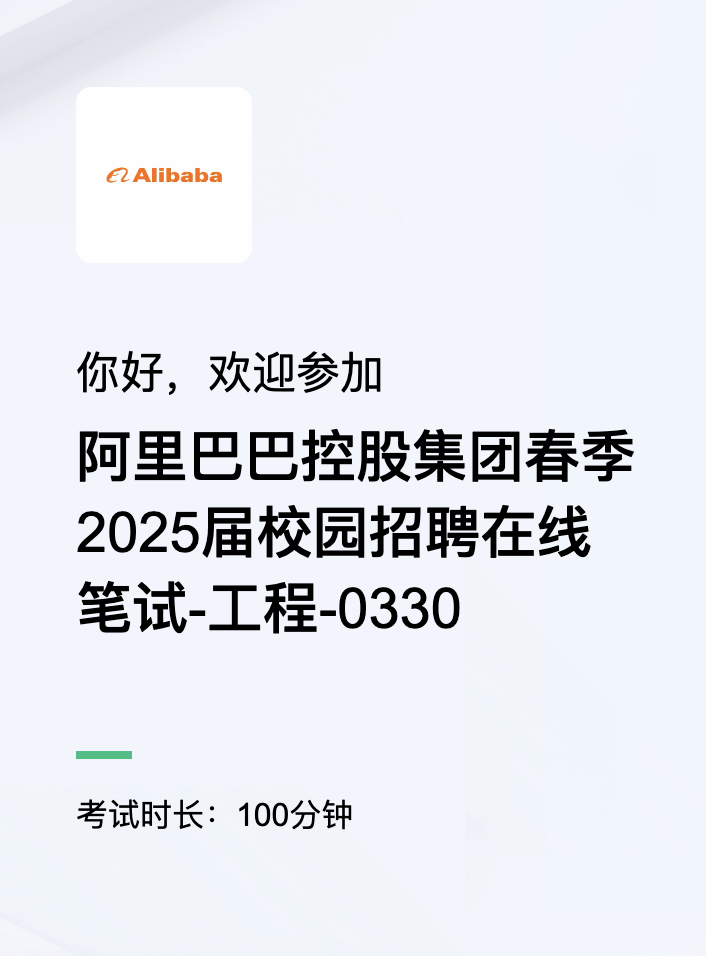 Alibaba
你好，欢迎参加
阿里巴巴控股集团春季
2025届校园招聘在线
笔试-工程-0330
考试时长：100分钟